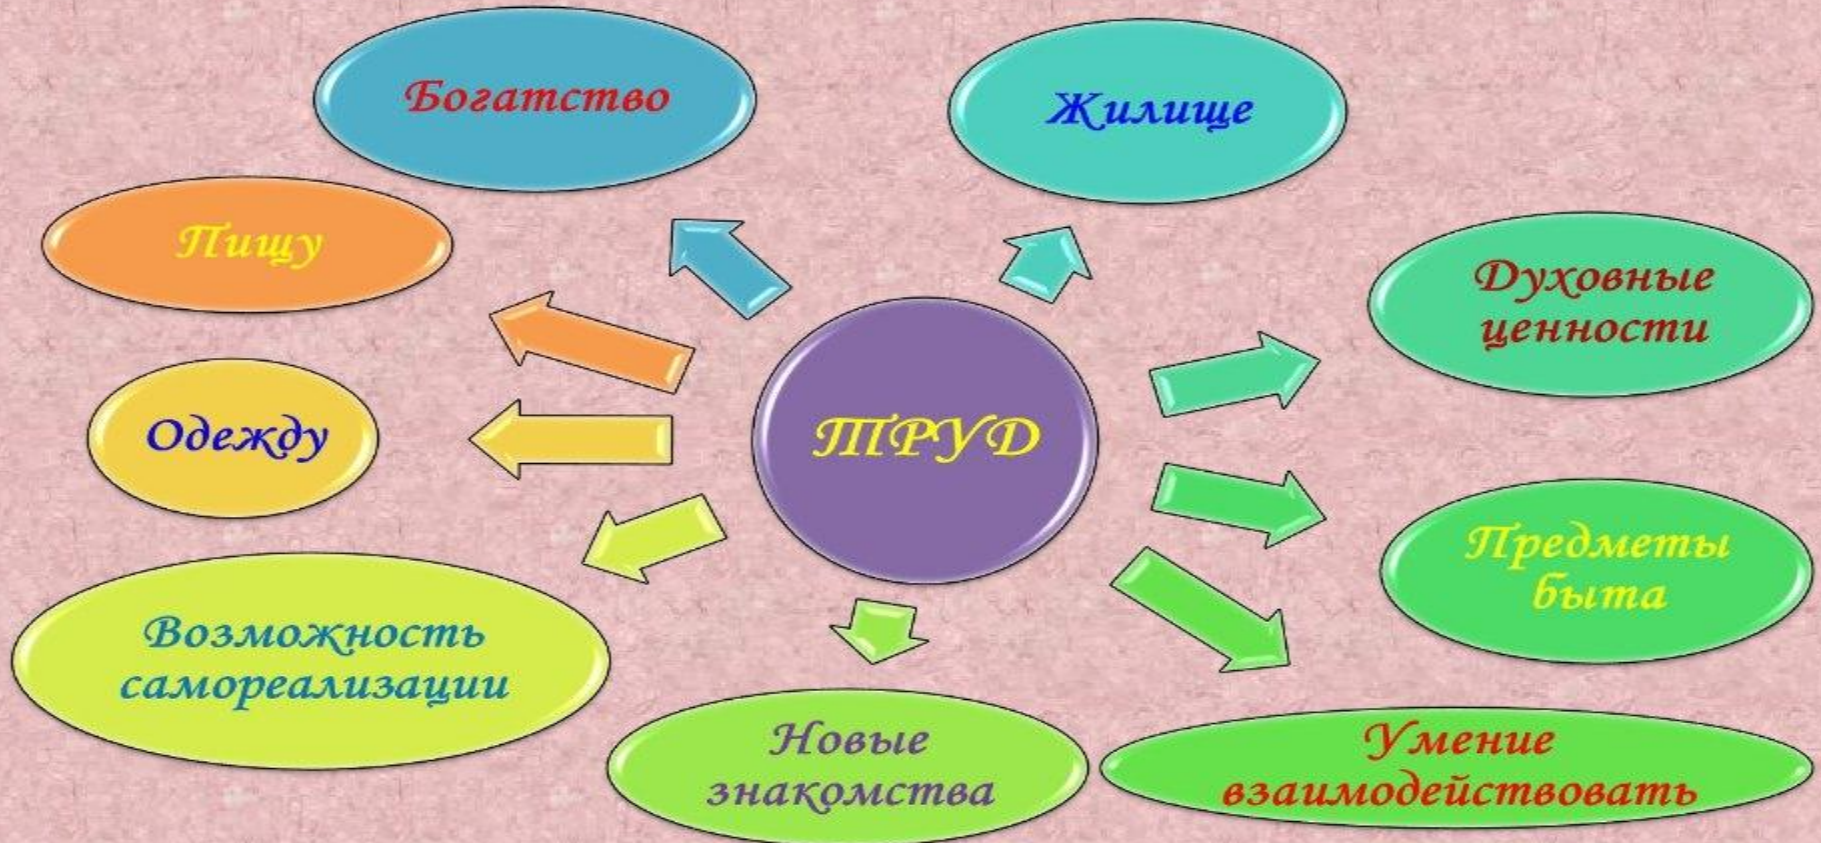 Богатство
Жилище
Пищу
Духовные
ценности
Одежду
ТРУД
Предметы
быта
Возможность
самореализации
Новые
знакомства
Умение
взаимодействовать